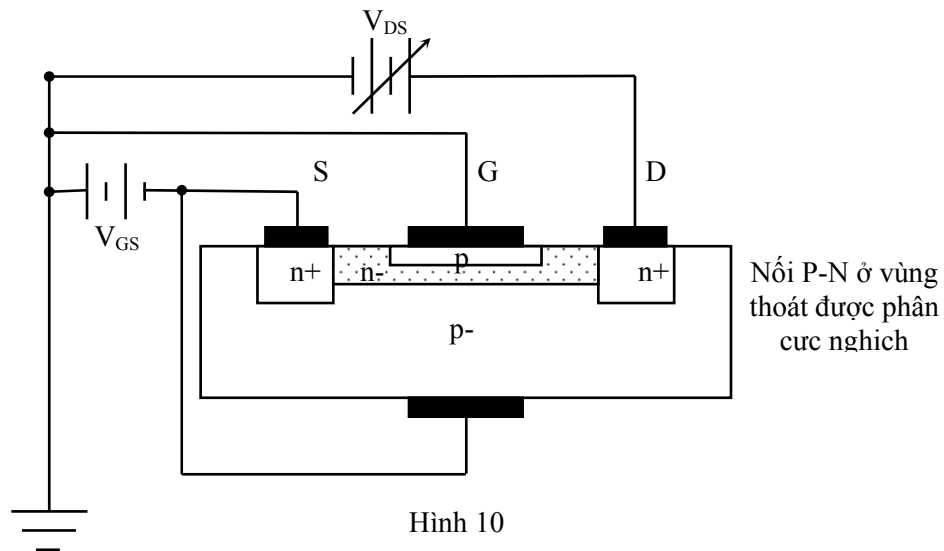 V_DS
S
G
D
V_GS
n+
n-
p
n+
p-
Nối P-N ở vùng
thoát được phân
cực nghịch
Hình 10